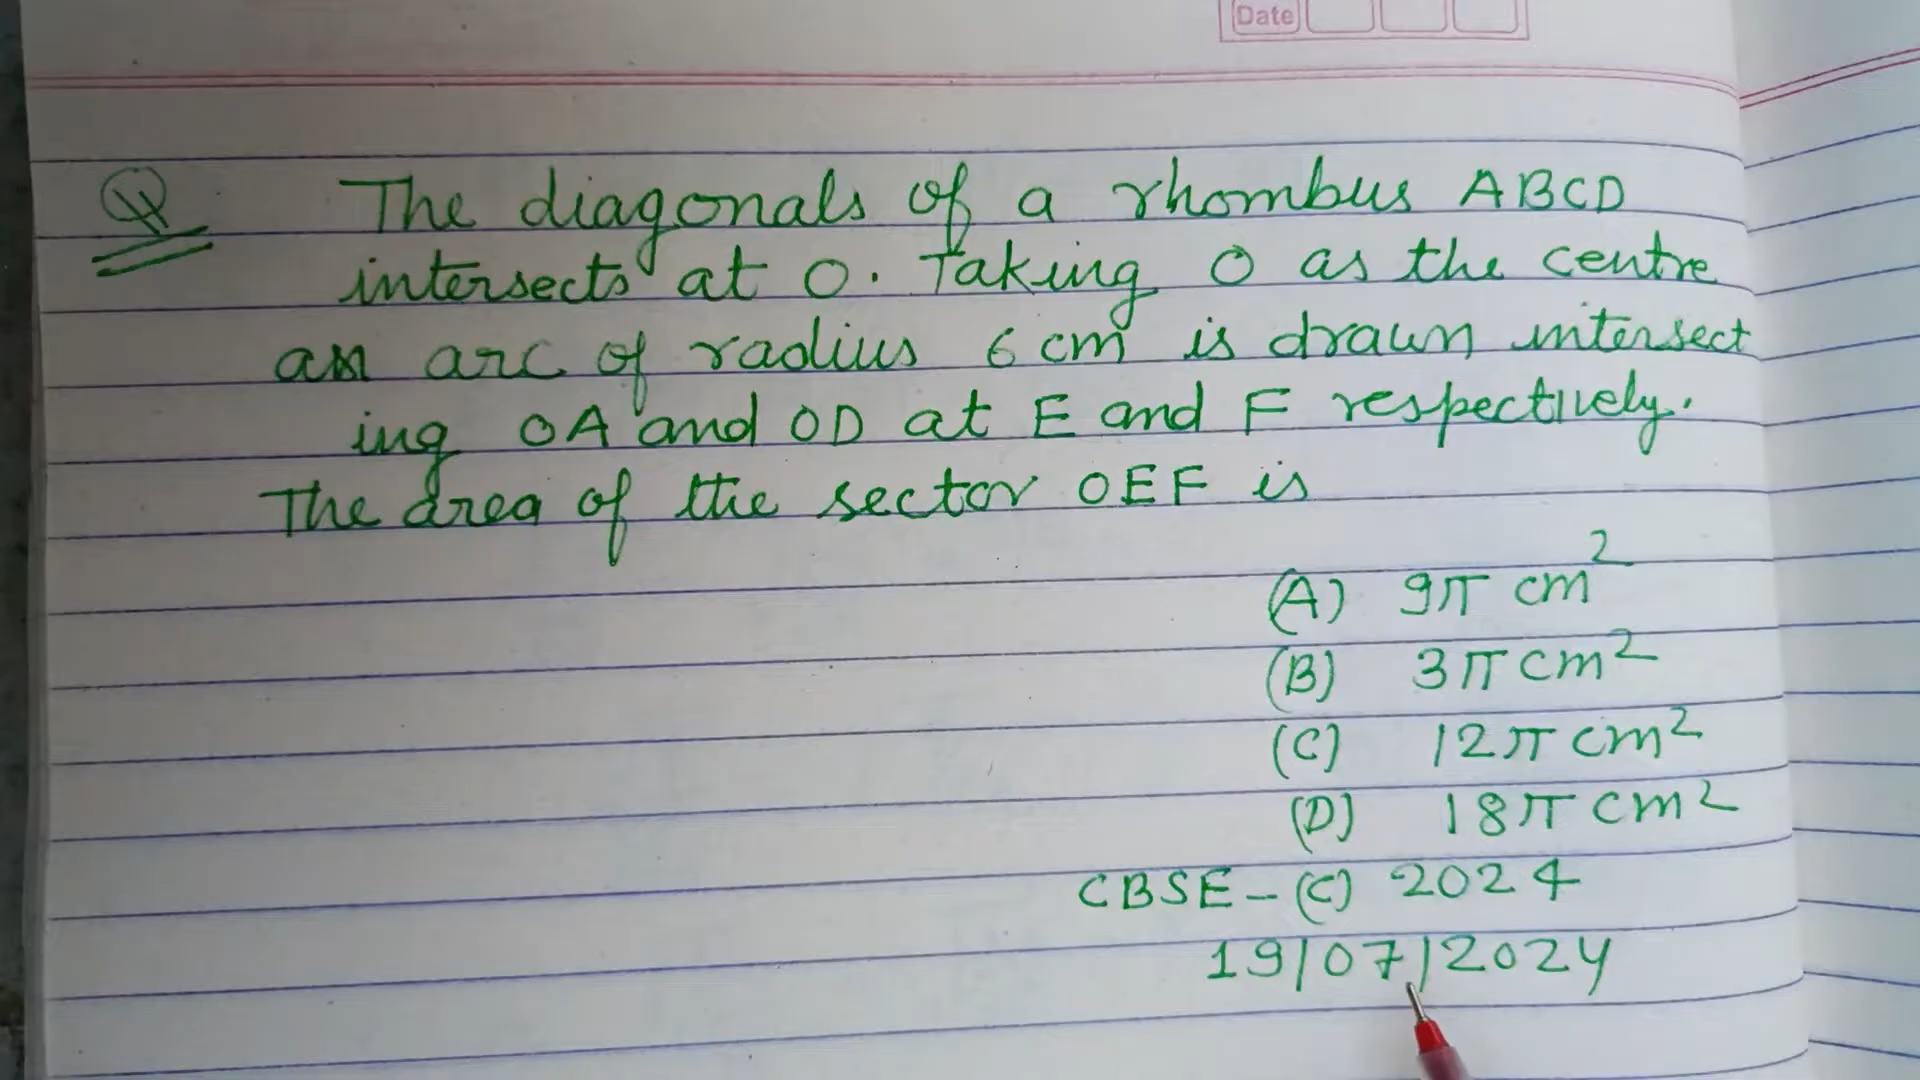 Date
Q The diagonals of a rhombus ABCD
intersects at O. Taking O as the centre
an arc of radius 6 cm is drawn intersect
ing OA and OD at E and F respectively.
The area of the sector OEF is
(A) 9π cm²
(B) 3π cm²
(C) 12π cm²
(D) 18π cm²
CBSE-(C) 2024
19/07/2024